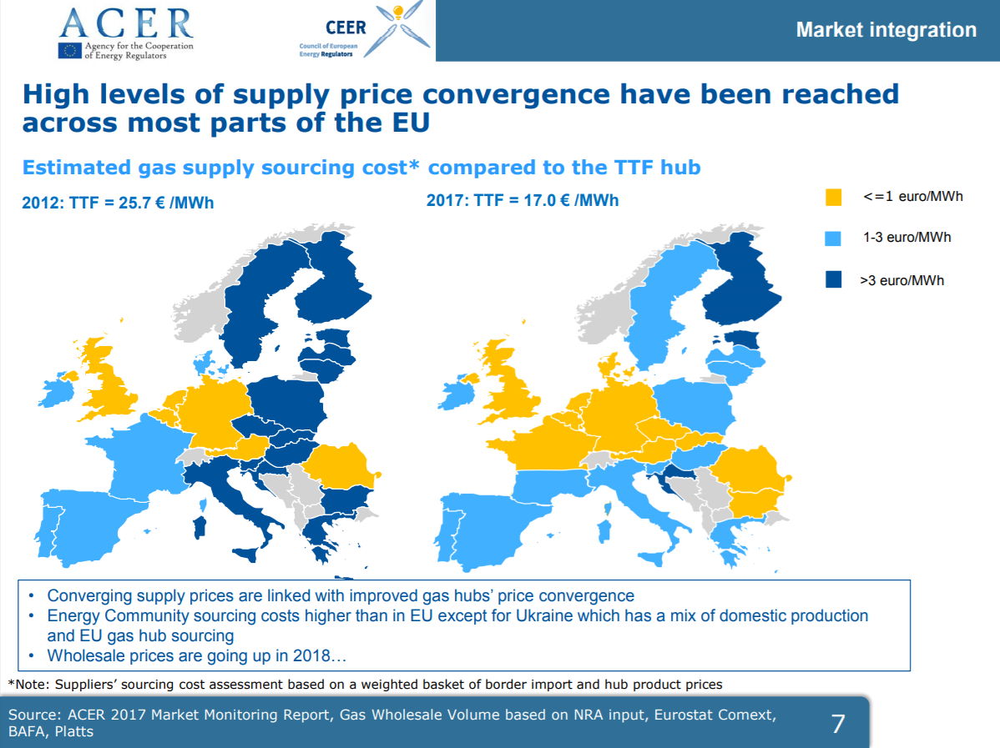 ACER
Agency for the Cooperation
of Energy Regulators
CEER
Council of European
Energy Regulators
Market integration
High levels of supply price convergence have been reached
across most parts of the EU
Estimated gas supply sourcing cost* compared to the TTF hub
2012: TTF = 25.7 € /MWh
2017: TTF = 17.0 € /MWh
<=1 euro/MWh
1-3 euro/MWh
>3 euro/MWh
• Converging supply prices are linked with improved gas hubs’ price convergence
• Energy Community sourcing costs higher than in EU except for Ukraine which has a mix of domestic production
and EU gas hub sourcing
• Wholesale prices are going up in 2018…
*Note: Suppliers’ sourcing cost assessment based on a weighted basket of border import and hub product prices
Source: ACER 2017 Market Monitoring Report, Gas Wholesale Volume based on NRA input, Eurostat Comext,
BAFA, Platts
7